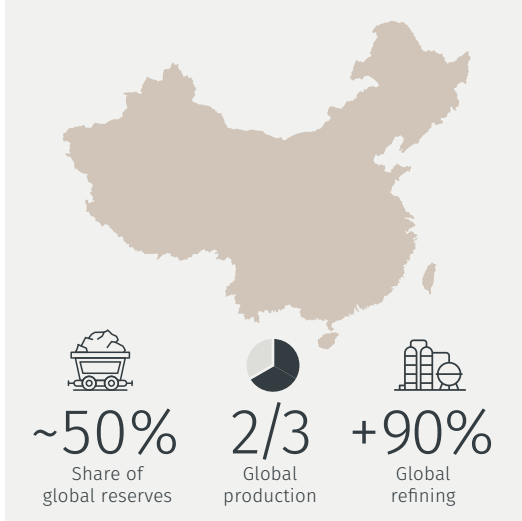 ~50%
Share of
global reserves
2/3
Global
production
+90%
Global
refining